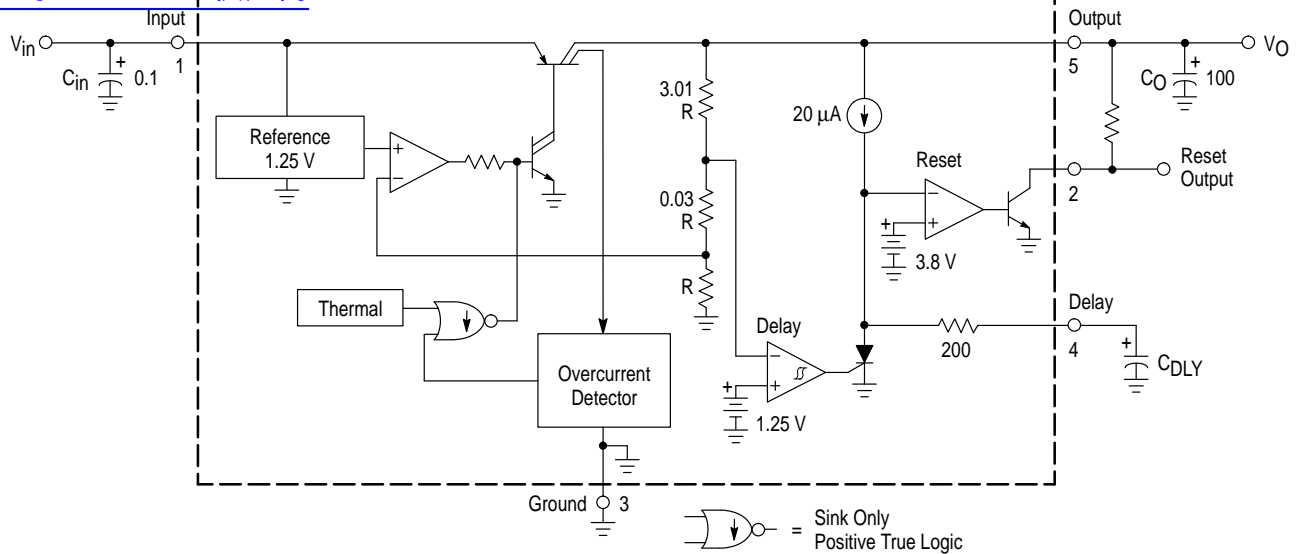 Input
Output
Vin
1
Cin
+
0.1
5
VO
CO
+
100
3.01
R
20 μA
Reference
1.25 V
+
−
Reset
−
+
2
Reset
Output
0.03
R
+
3.8 V
R
Thermal
Delay
−
+
+
1.25 V
200
Delay
4
+
CDLY
Overcurrent
Detector
Ground
3
= Sink Only
Positive True Logic